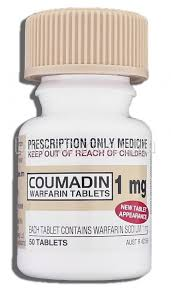 PRESCRIPTION ONLY MEDICINE
KEEP OUT OF REACH OF CHILDREN
COUMADIN 1 mg
WARFARIN TABLETS
NEW TABLET
APPEARANCE
EACH TABLET CONTAINS WARFARIN SODIUM
50 TABLETS AUST R